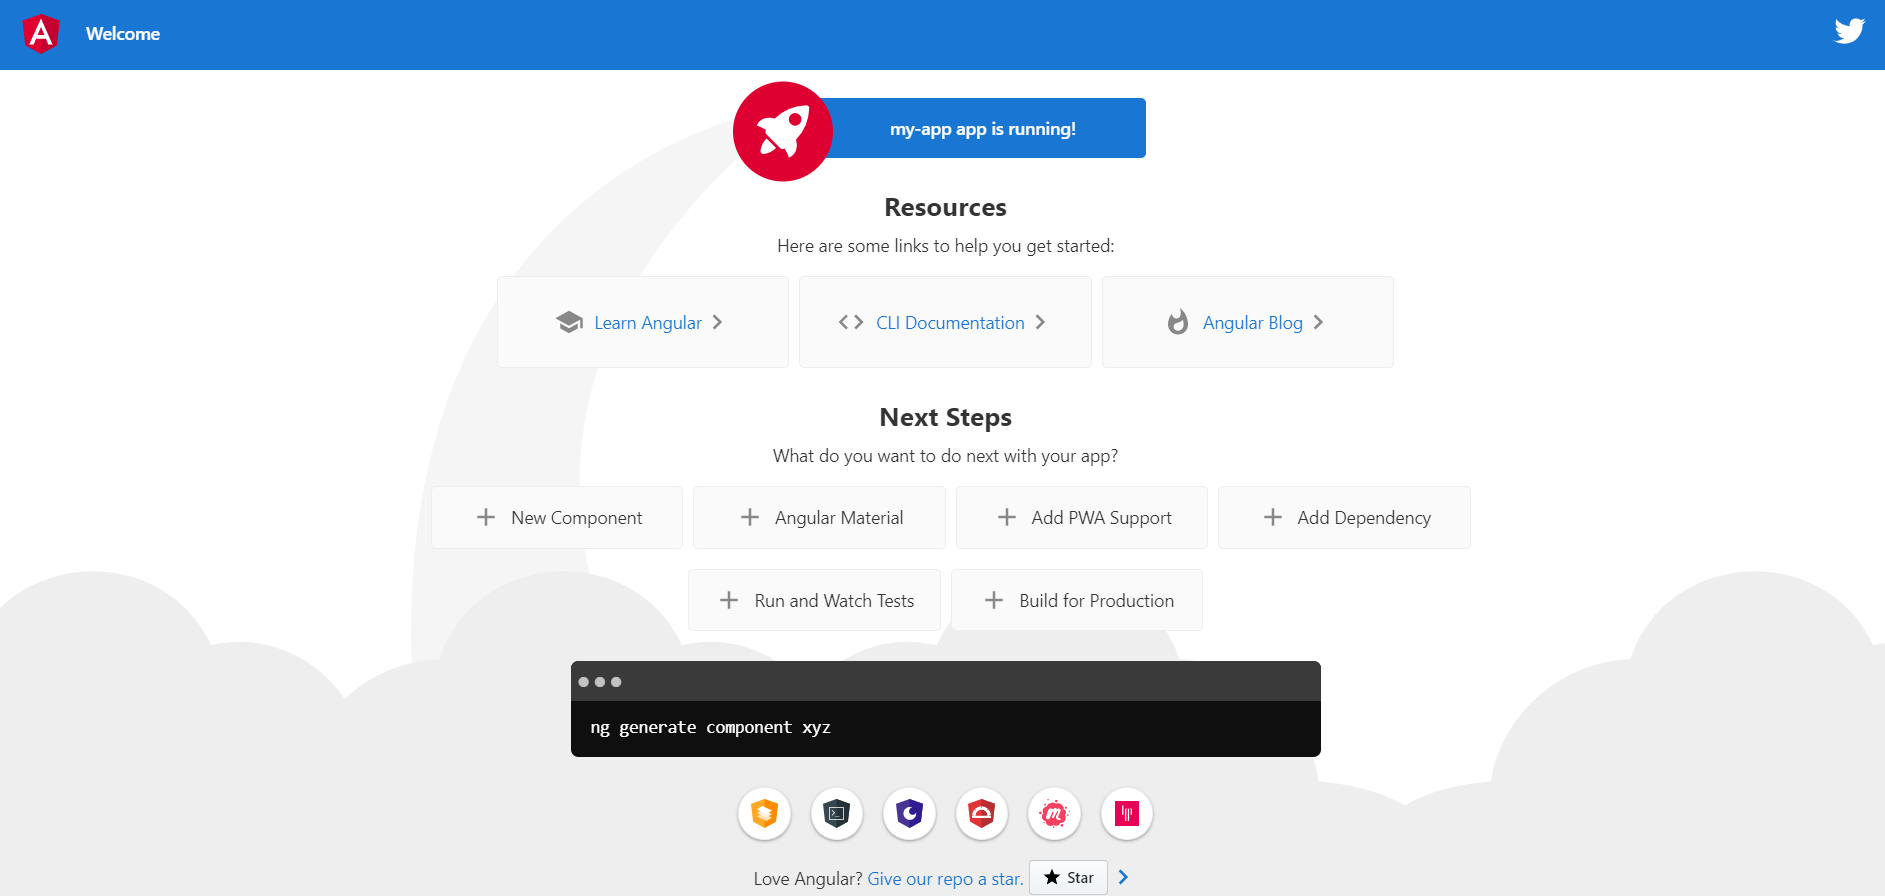 Welcome
my-app app is running!
Resources
Here are some links to help you get started:
Learn Angular
CLI Documentation
Angular Blog
Next Steps
What do you want to do next with your app?
New Component
Angular Material
Add PWA Support
Add Dependency
Run and Watch Tests
Build for Production
ng generate component xyz
Love Angular? Give our repo a star. Star